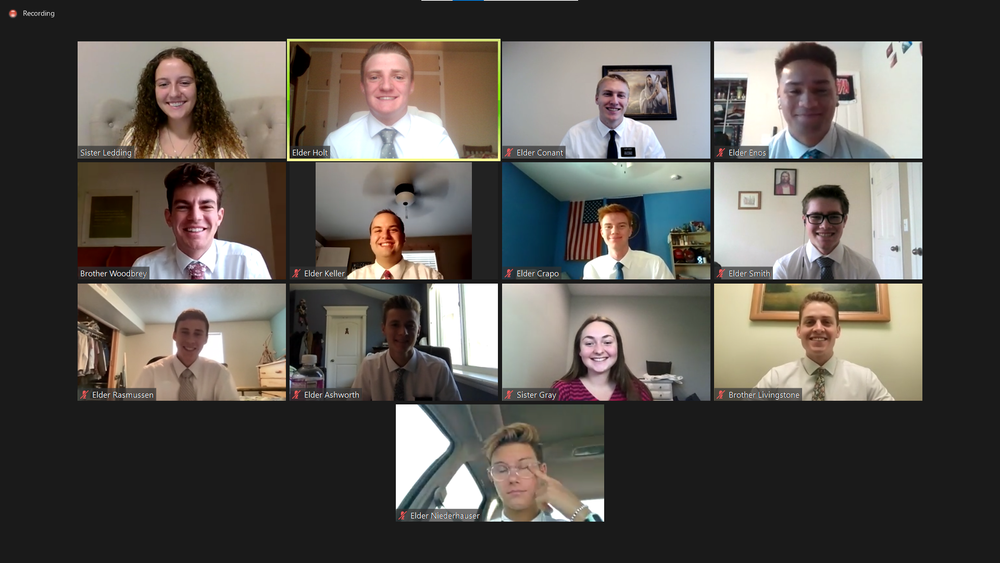 Recording
Sister Ledding
Elder Holt
Elder Conant
Elder Enos
Brother Woodbrey
Elder Keller
Elder Crapo
Elder Smith
Elder Rasmussen
Elder Ashworth
Sister Gray
Brother Livingstone
Elder Niederhauser